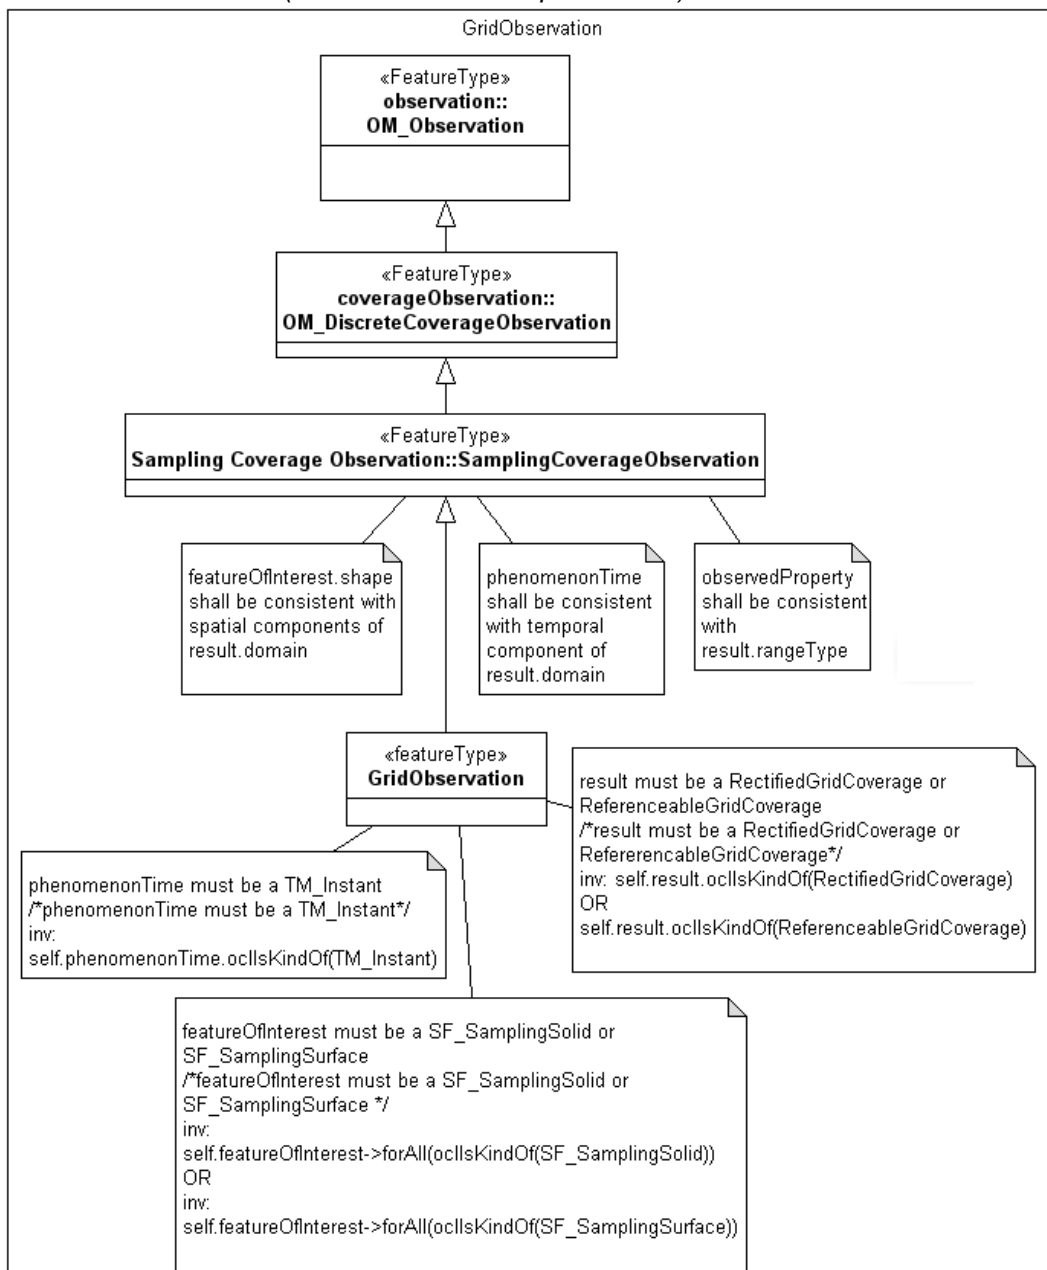 GridObservation
«FeatureType»
observation::
OM_Observation
«FeatureType»
coverageObservation::
OM_DiscreteCoverageObservation
«FeatureType»
Sampling Coverage Observation::SamplingCoverageObservation
featureOfInterest.shape
shall be consistent with
spatial components of
result.domain
phenomenonTime
shall be consistent
with temporal
component of
result.domain
observedProperty
shall be consistent
with
result.rangeType
«featureType»
GridObservation
result must be a RectifiedGridCoverage or
ReferenceableGridCoverage
/*result must be a RectifiedGridCoverage or
RefererencableGridCoverage*/
inv: self.result.oclIsKindOf(RectifiedGridCoverage)
OR
self.result.oclIsKindOf(ReferenceableGridCoverage)
phenomenonTime must be a TM_Instant
/*phenomenonTime must be a TM_Instant*/
inv:
self.phenomenonTime.oclIsKindOf(TM_Instant)
featureOfInterest must be a SF_SamplingSolid or
SF_SamplingSurface
/*featureOfInterest must be a SF_SamplingSolid or
SF_SamplingSurface */
inv:
self.featureOfInterest->forAll(oclIsKindOf(SF_SamplingSolid))
OR
inv:
self.featureOfInterest->forAll(oclIsKindOf(SF_SamplingSurface))